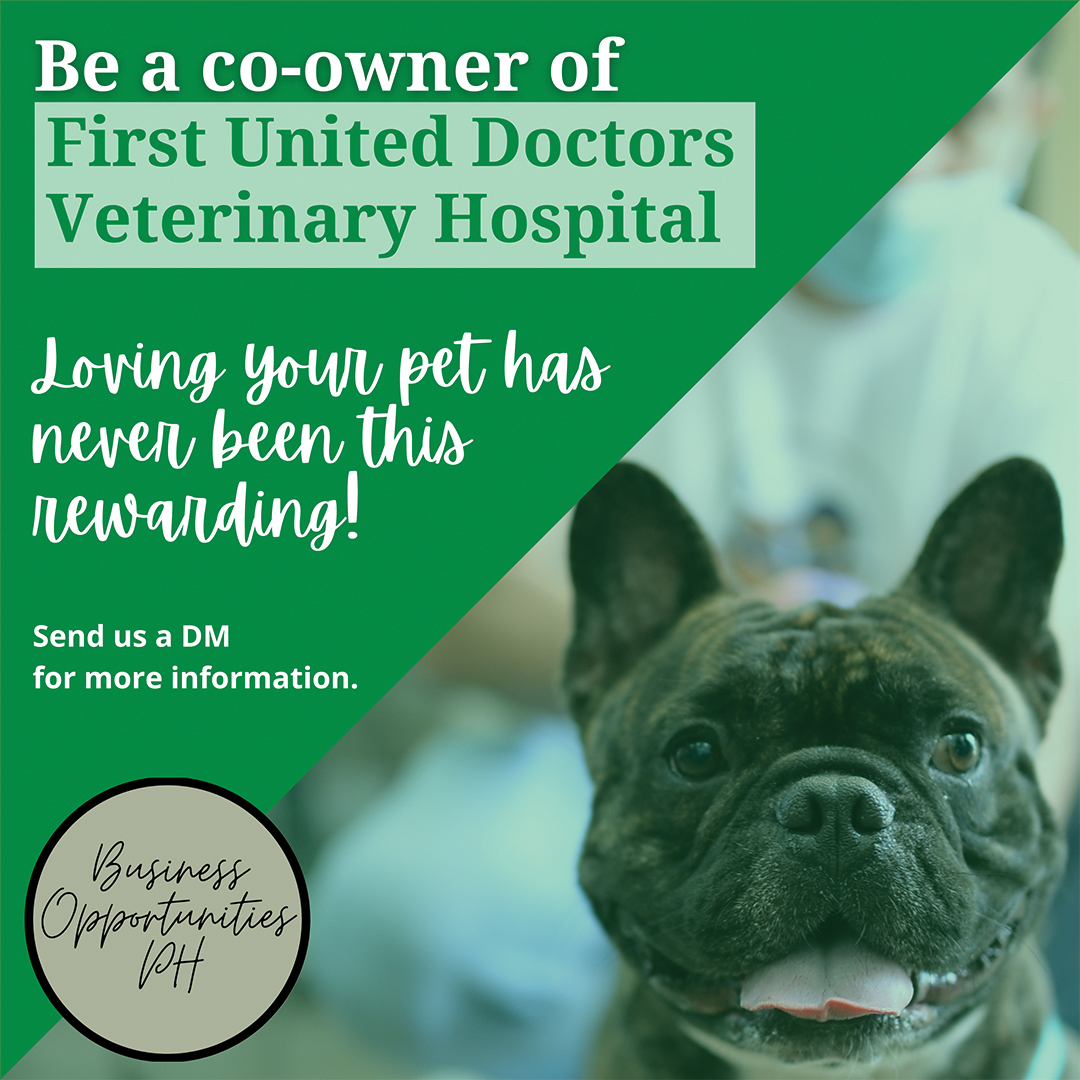 Be a co-owner of
First United Doctors
Veterinary Hospital
Loving your pet has
never been this
rewarding!
Send us a DM
for more information.
Business
Opportunities
PH